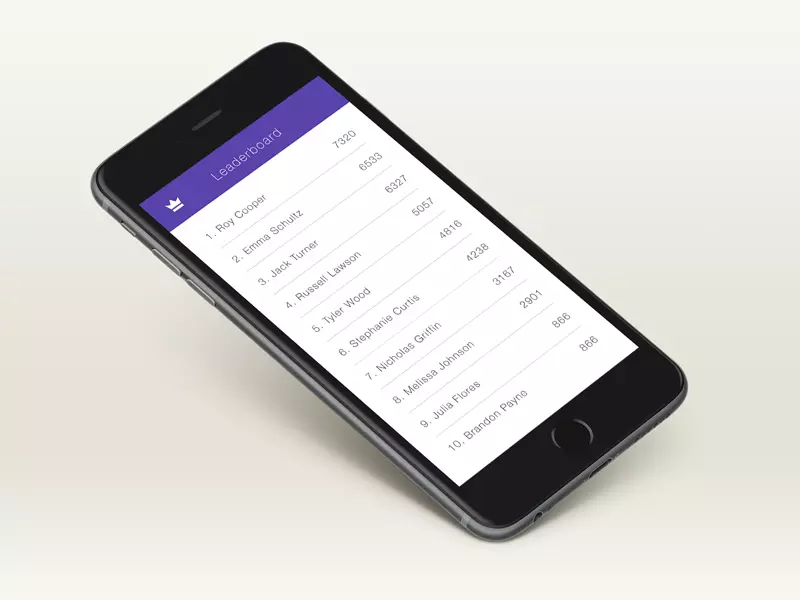 Leaderboard
1. Roy Cooper 7320
2. Emma Schultz 6533
3. Jack Turner 6327
4. Russell Lawson 5057
5. Tyler Wood 4816
6. Stephanie Curtis 4238
7. Nicholas Griffin 3167
8. Melissa Johnson 2901
9. Julia Flores 866
10. Brandon Payne 866